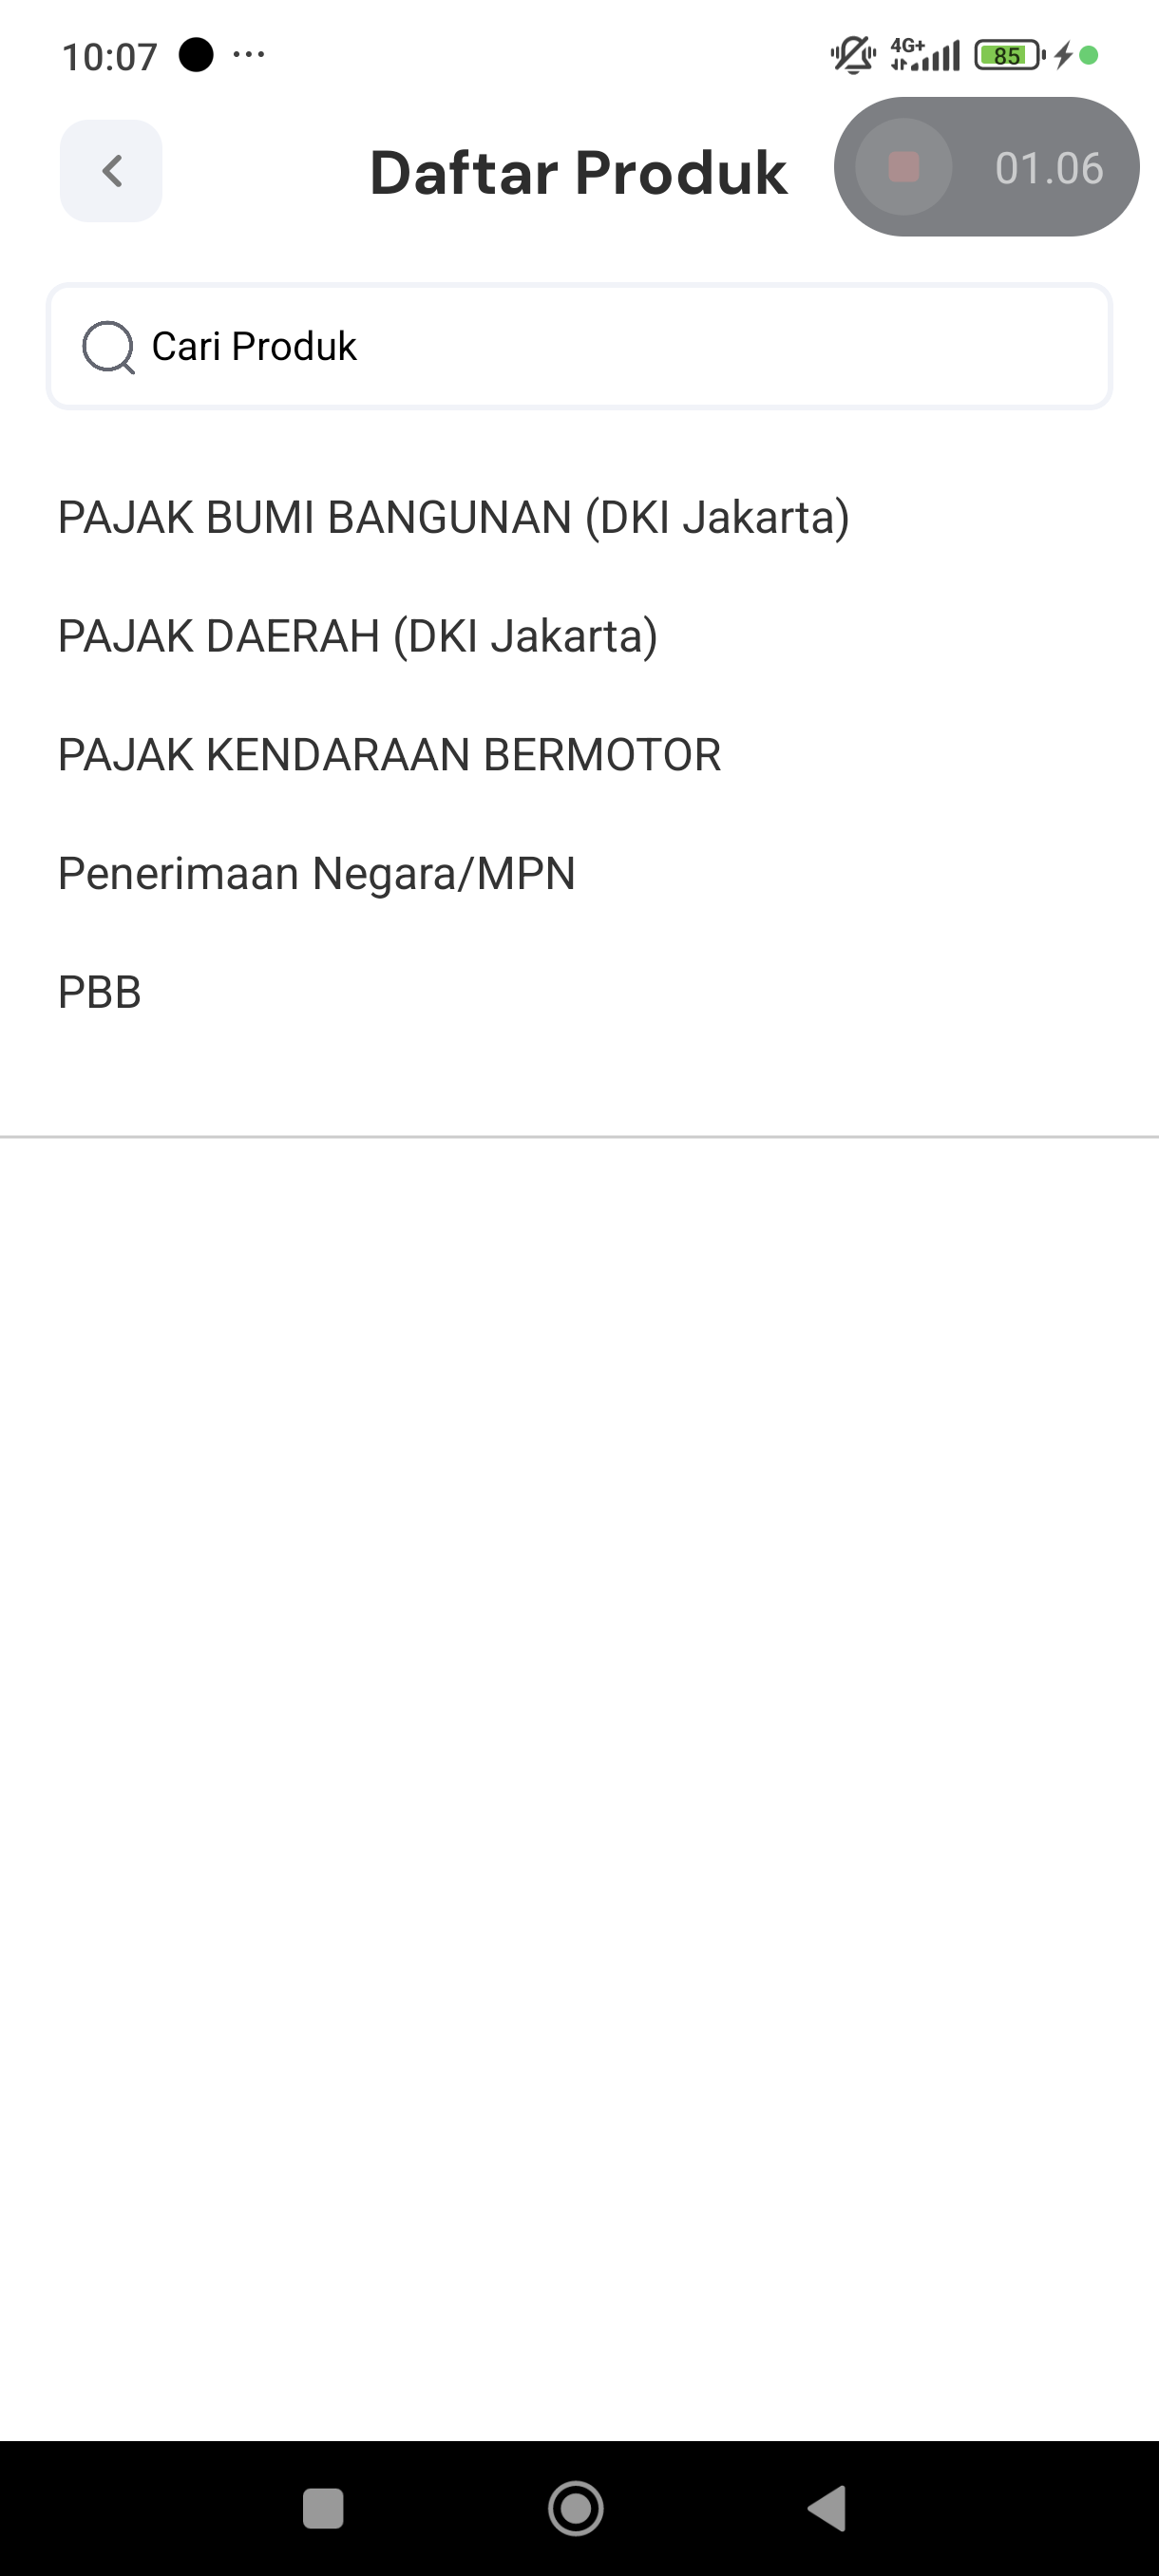 10:07 ...
4G+ 85
Daftar Produk
01.06
Cari Produk
PAJAK BUMI BANGUNAN (DKI Jakarta)
PAJAK DAERAH (DKI Jakarta)
PAJAK KENDARAAN BERMOTOR
Penerimaan Negara/MPN
PBB